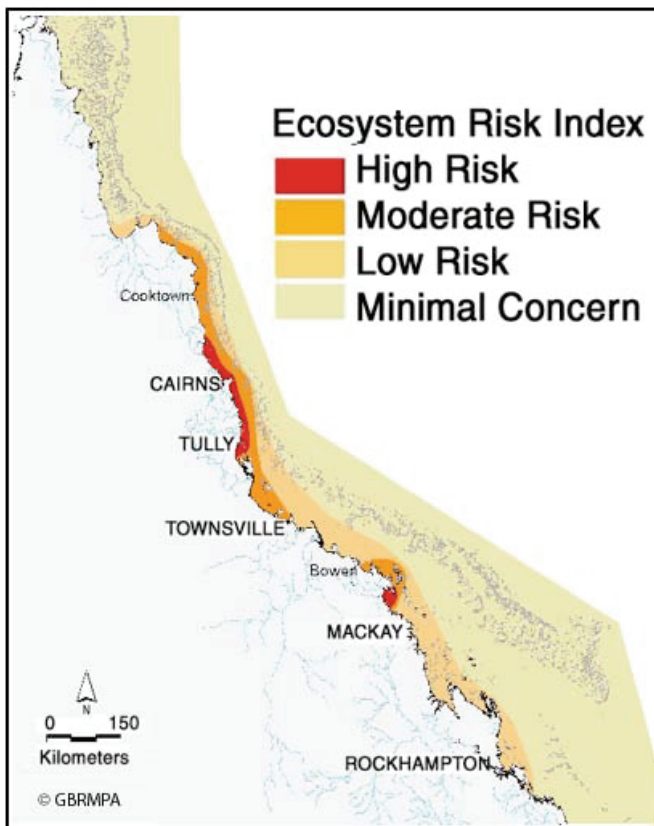 Ecosystem Risk Index
High Risk
Moderate Risk
Low Risk
Minimal Concern
Cooktown
CAIRNS
TULLY
TOWNSVILLE
Bowen
MACKAY
N
0 150
Kilometers
ROCKHAMPTON
© GBRMPA